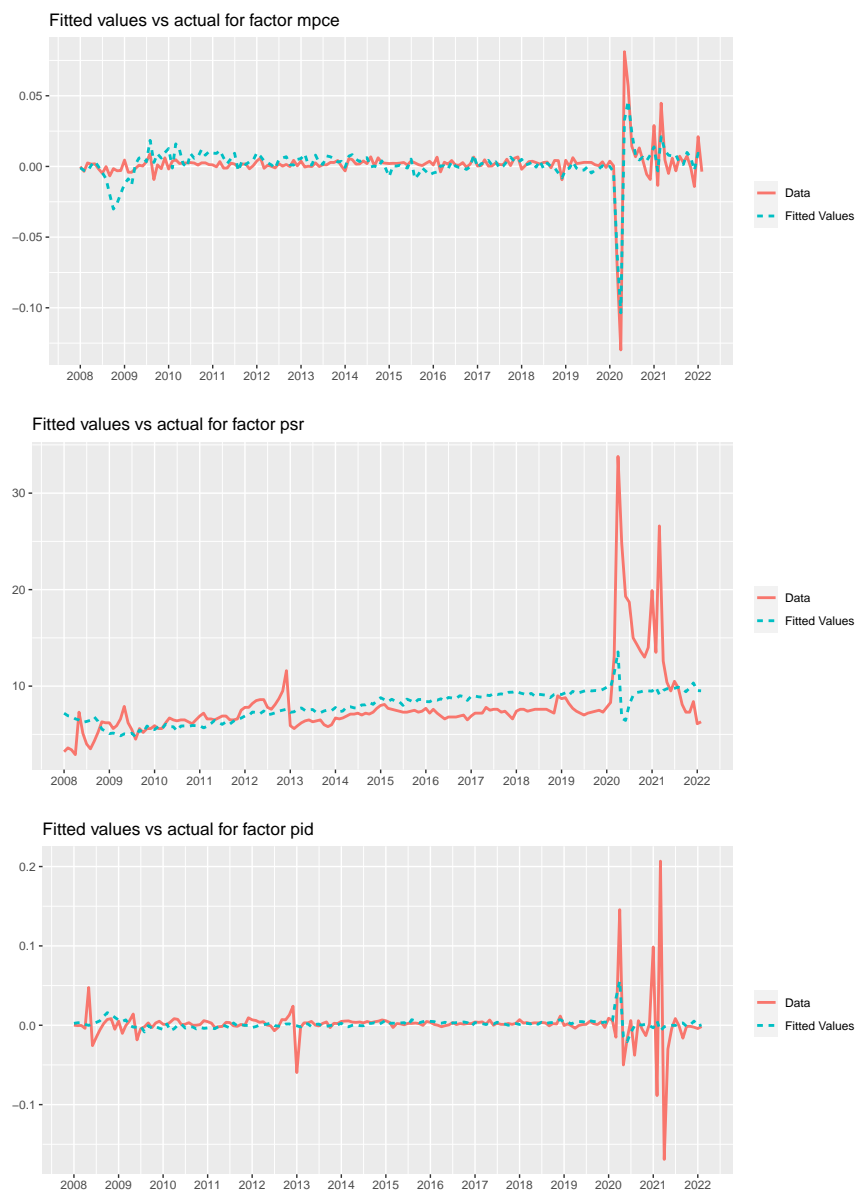 Fitted values vs actual for factor mpce
0.05
0.00
−0.05
−0.10
2008 2009 2010 2011 2012 2013 2014 2015 2016 2017 2018 2019 2020 2021 2022
Data
Fitted Values
Fitted values vs actual for factor psr
30
20
10
2008 2009 2010 2011 2012 2013 2014 2015 2016 2017 2018 2019 2020 2021 2022
Data
Fitted Values
Fitted values vs actual for factor pid
0.2
0.1
0.0
−0.1
2008 2009 2010 2011 2012 2013 2014 2015 2016 2017 2018 2019 2020 2021 2022
Data
Fitted Values